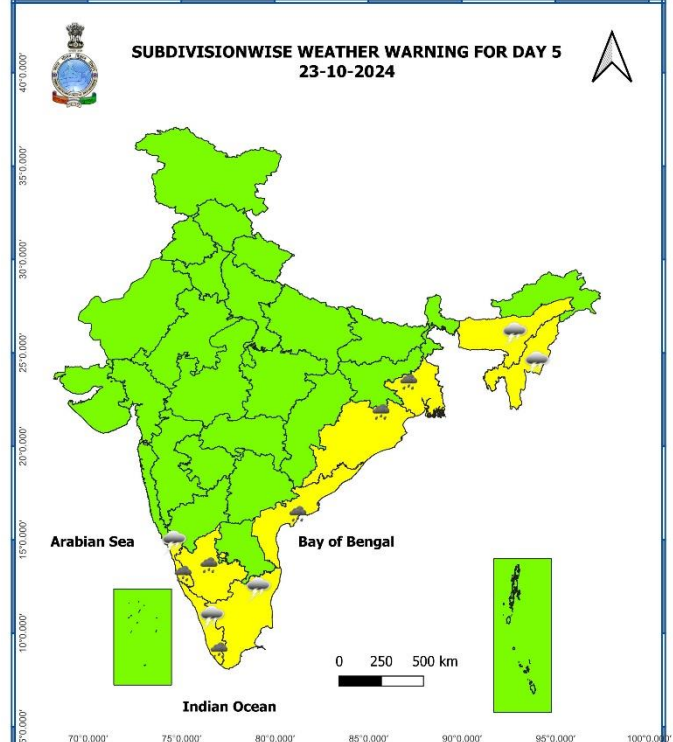 SUBDIVISIONWISE WEATHER WARNING FOR DAY 5
23-10-2024
40°0.000'
35°0.000'
30°0.000'
25°0.000'
20°0.000'
15°0.000'
10°0.000'
5°0.000'
Arabian Sea
Bay of Bengal
0 250 500 km
Indian Ocean
70°0.000' 75°0.000' 80°0.000' 85°0.000' 90°0.000' 95°0.000' 100°0.000'